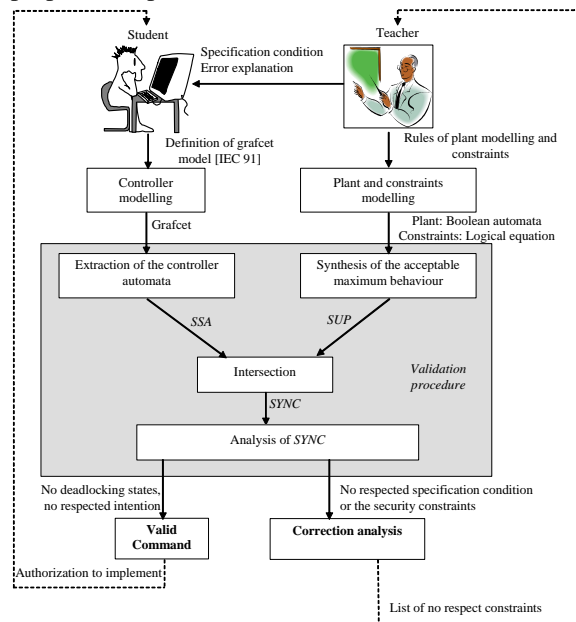 Student
Teacher
Specification condition
Error explanation
Definition of grafcet
model [IEC 91]
Rules of plant modelling and
constraints
Controller
modelling
Plant and constraints
modelling
Grafcet
Plant: Boolean automata
Constraints: Logical equation
Extraction of the controller
automata
Synthesis of the acceptable
maximum behaviour
SSA
SUP
Intersection
Validation
procedure
SYNC
Analysis of SYNC
No deadlocking states,
no respected intention
No respected specification condition
or the security constraints
Valid
Command
Correction analysis
Authorization to implement
List of no respect constraints